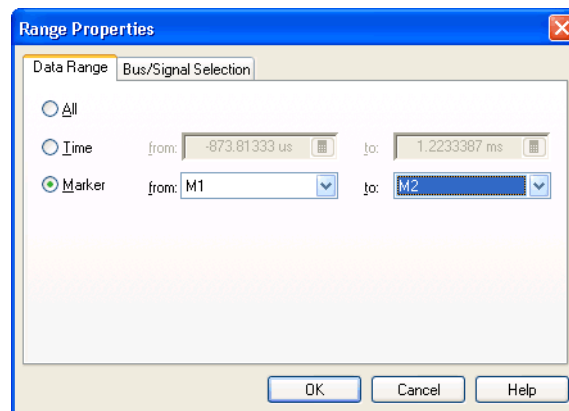 Range Properties
Data Range Bus/Signal Selection
All
Time from: -873.81333 us to: 1.2233387 ms
Marker from: M1 to: M2
OK Cancel Help